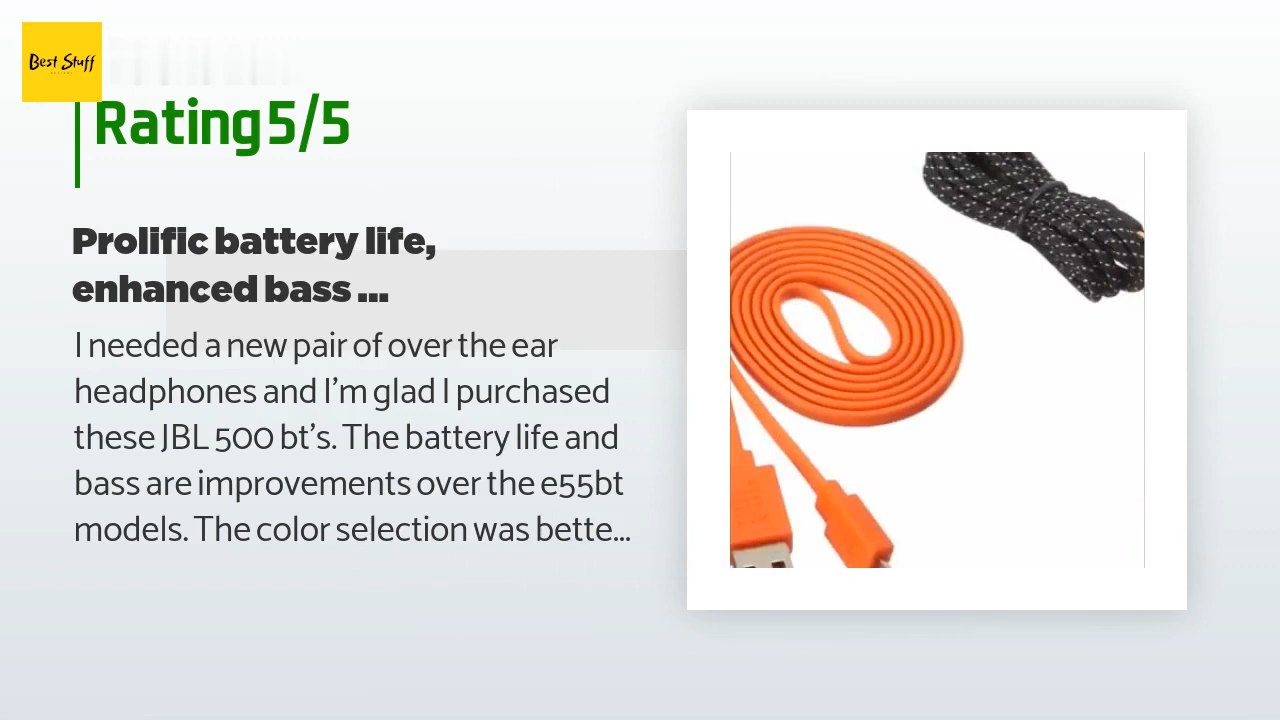 Best Stuff
Rating 5/5
Prolific battery life,
enhanced bass ...
I needed a new pair of over the ear
headphones and I'm glad I purchased
these JBL 500 bt's. The battery life and
bass are improvements over the e55bt
models. The color selection was bette...